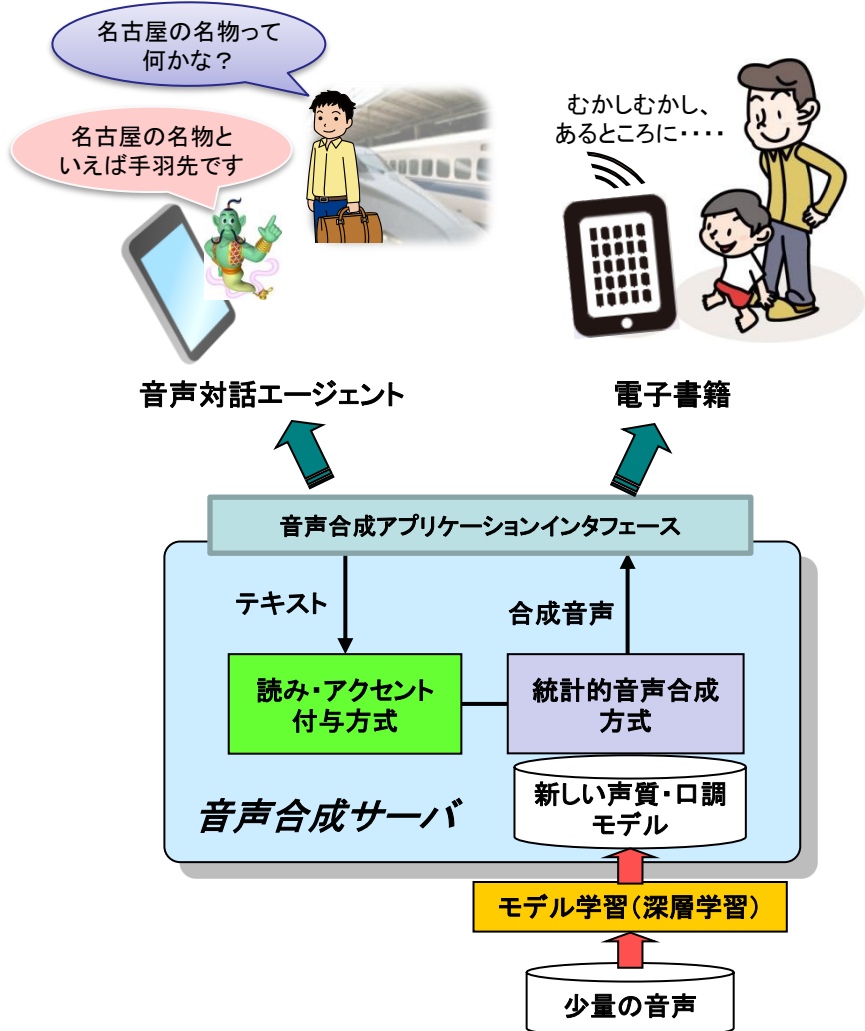 名古屋の名物って
何かな？
名古屋の名物と
いえば手羽先です
むかしむかし、
あるところに・・・・
音声対話エージェント
電子書籍
音声合成アプリケーションインタフェース
テキスト
合成音声
読み・アクセント
付与方式
統計的音声合成
方式
新しい声質・口調
モデル
音声合成サーバ
モデル学習（深層学習）
少量の音声